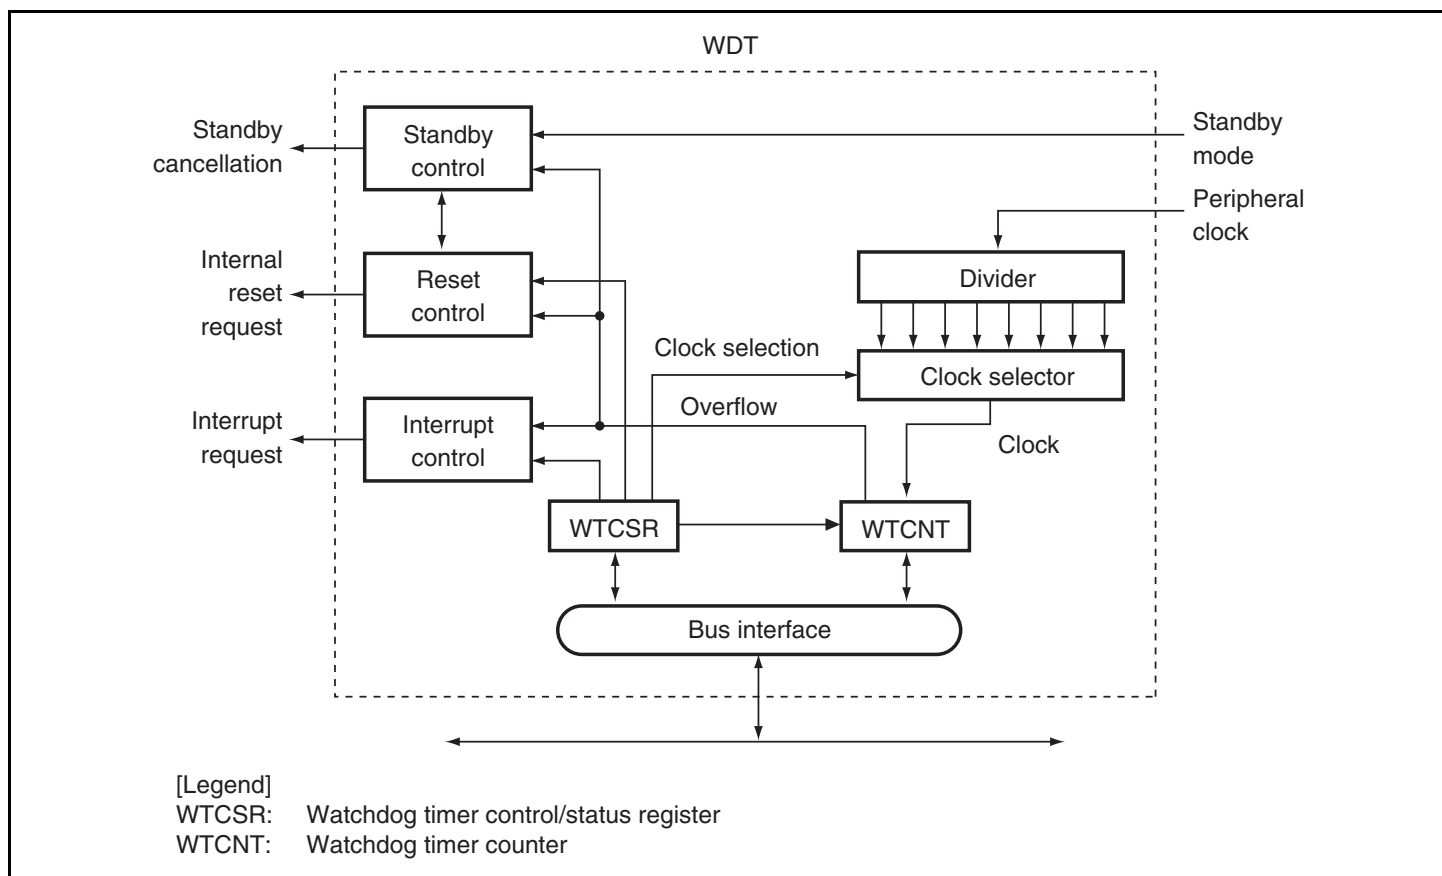 WDT
Standby
cancellation
Standby
control
Standby
mode
Peripheral
clock
Internal
reset
request
Reset
control
Divider
Clock selection
Clock selector
Interrupt
request
Interrupt
control
Overflow
Clock
WTCSR
WTCNT
Bus interface
[Legend]
WTCSR: Watchdog timer control/status register
WTCNT: Watchdog timer counter